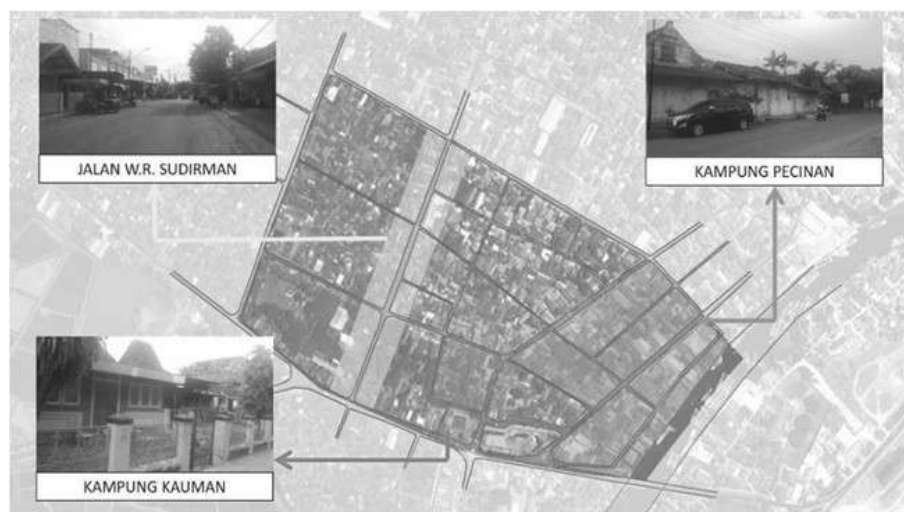 JALAN W.R. SUDIRMAN
KAMPUNG PECINAN
KAMPUNG KAUMAN